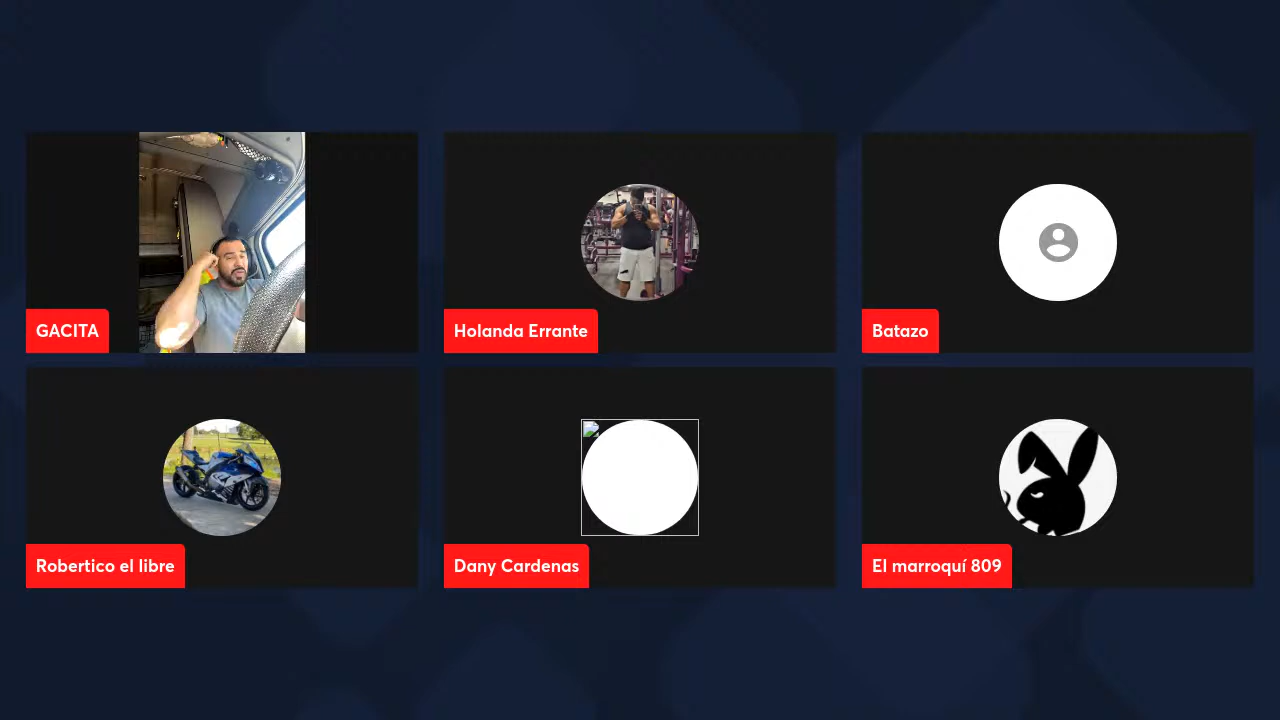 GACITA
Holanda Errante
Batazo
Robertico el libre
Dany Cardenas
El marroquí 809